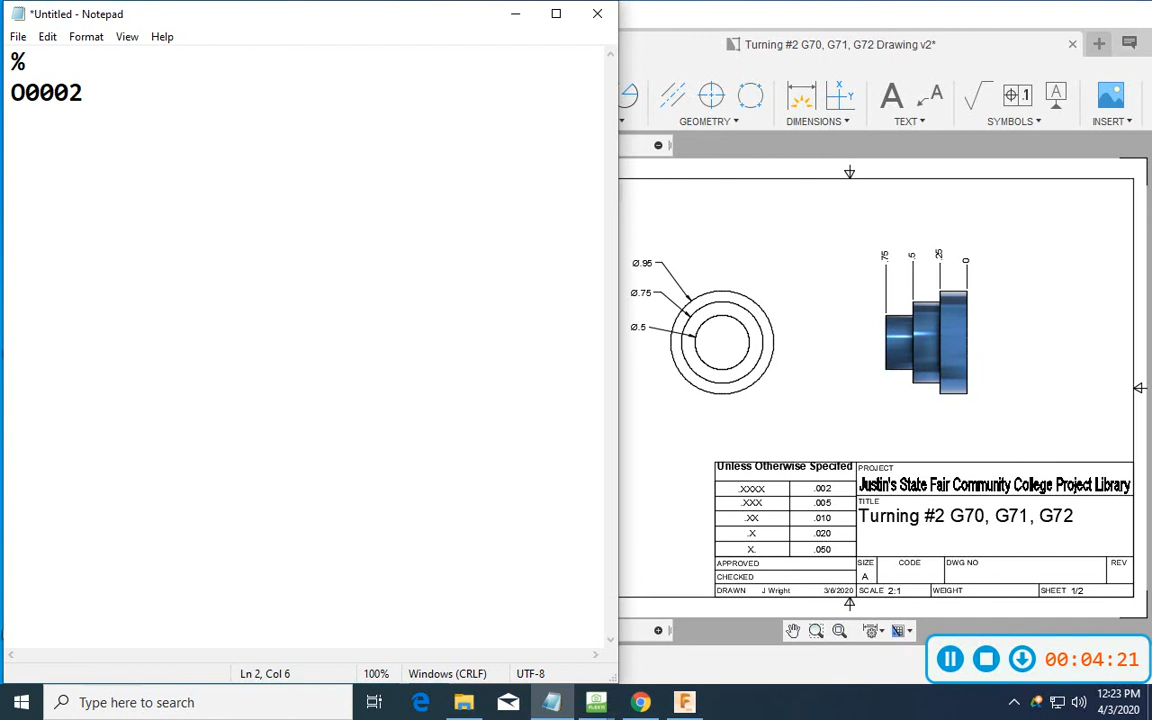 *Untitled - Notepad
File Edit Format View Help
%
O0002
Ln 2, Col 6 100% Windows (CRLF) UTF-8
Turning #2 G70, G71, G72 Drawing v2*
GEOMETRY DIMENSIONS TEXT SYMBOLS INSERT
Ø.95
Ø.75
Ø.5
.75 .5 .25 0
Unless Otherwise Specifed
.XXXX .002
.XXX .005
.XX .010
.X .020
X. .050
APPROVED
CHECKED
DRAWN J Wright 3/6/2020
PROJECT
Justin's State Fair Community College Project Library
TITLE
Turning #2 G70, G71, G72
SIZE CODE DWG NO REV
A
SCALE 2:1 WEIGHT SHEET 1/2
00:04:21
Type here to search
12:23 PM
4/3/2020